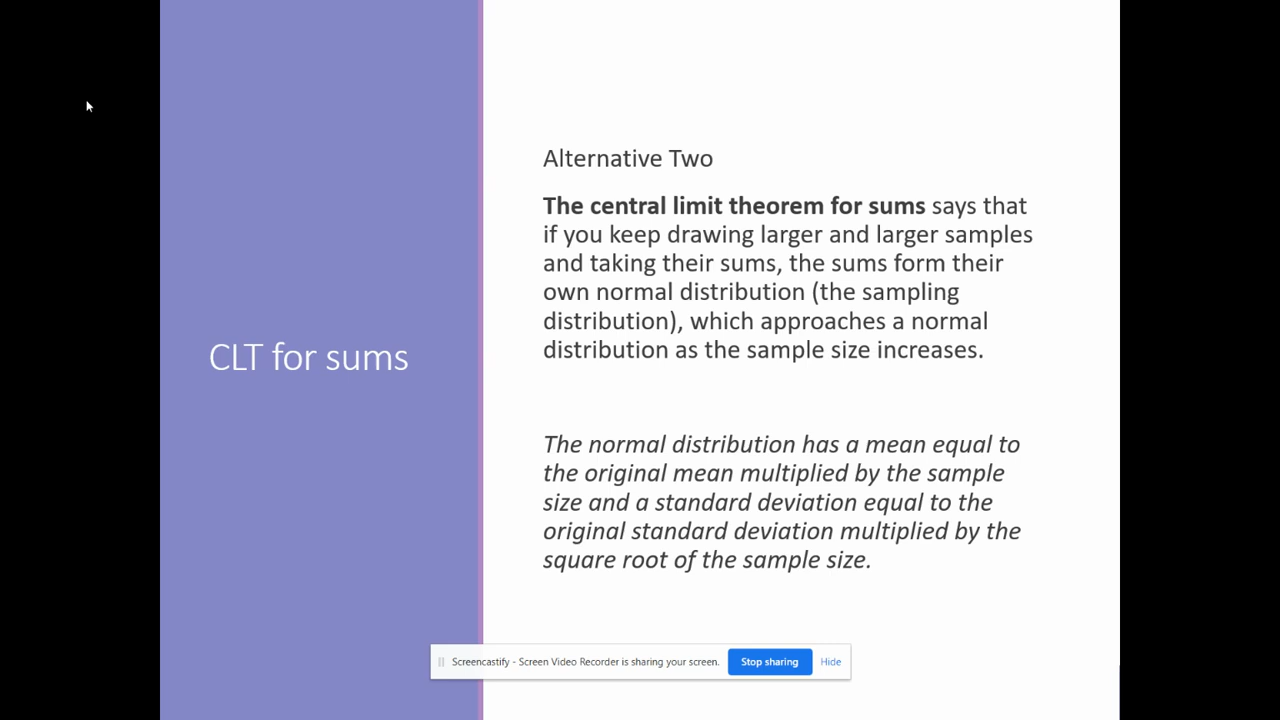 CLT for sums
Alternative Two
The central limit theorem for sums says that
if you keep drawing larger and larger samples
and taking their sums, the sums form their
own normal distribution (the sampling
distribution), which approaches a normal
distribution as the sample size increases.
The normal distribution has a mean equal to
the original mean multiplied by the sample
size and a standard deviation equal to the
original standard deviation multiplied by the
square root of the sample size.
Screencastify - Screen Video Recorder is sharing your screen. Stop sharing Hide